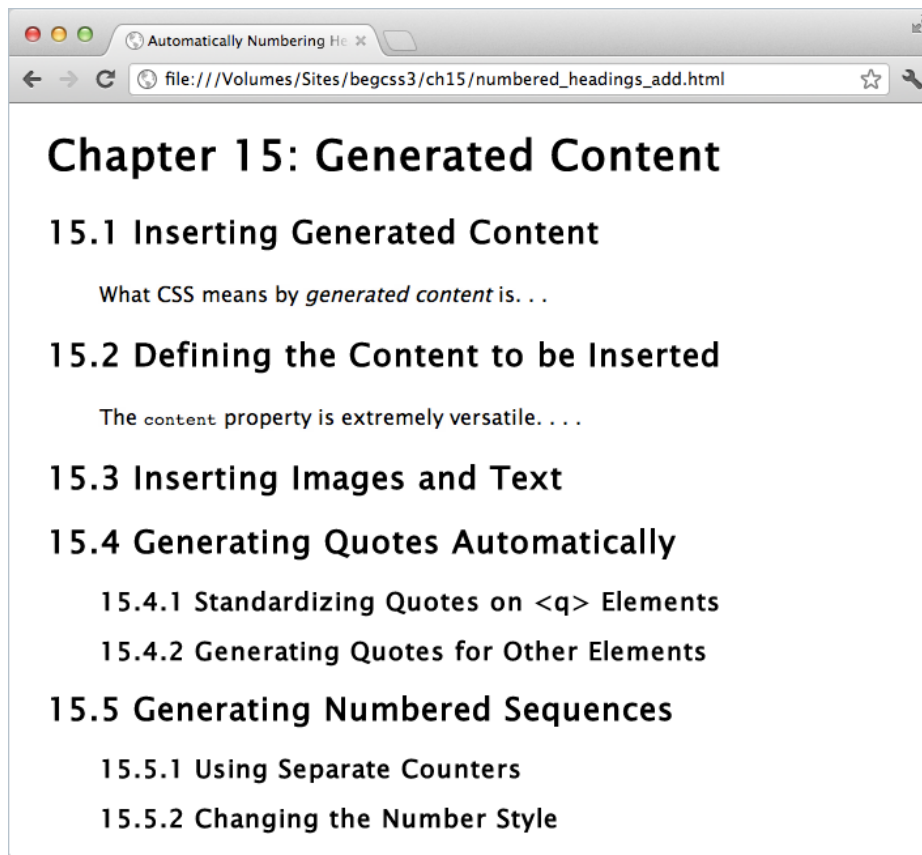 Automatically Numbering He
file:///Volumes/Sites/begcss3/ch15/numbered_headings_add.html
Chapter 15: Generated Content
15.1 Inserting Generated Content
What CSS means by generated content is. . .
15.2 Defining the Content to be Inserted
The content property is extremely versatile. . . .
15.3 Inserting Images and Text
15.4 Generating Quotes Automatically
15.4.1 Standardizing Quotes on <q> Elements
15.4.2 Generating Quotes for Other Elements
15.5 Generating Numbered Sequences
15.5.1 Using Separate Counters
15.5.2 Changing the Number Style